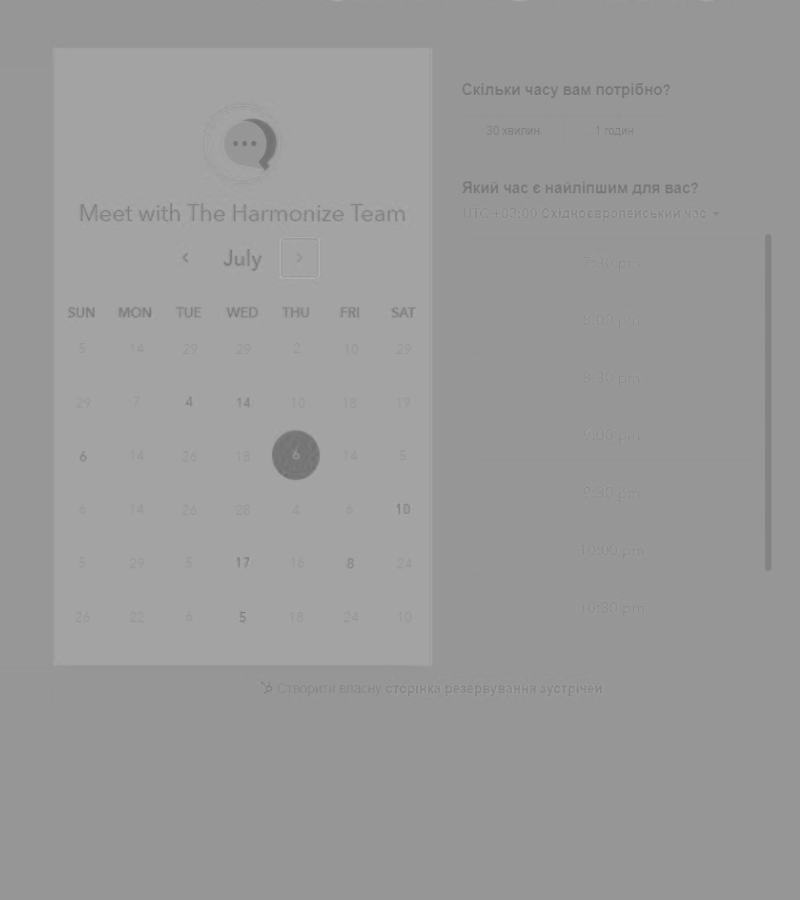 Meet with The Harmonize Team
July
SUN MON TUE WED THU FRI SAT
5 14 29 29 2 10 29
29 7 4 14 10 18 19
6 14 26 18 6 14 5
6 14 26 28 4 6 10
5 29 5 17 16 8 24
26 22 6 5 18 24 10
Скільки часу вам потрібно?
30 хвилин 1 годин
Який час є найліпшим для вас?
UTC +03:00 Східноєвропейський час
7:40 pm
8:00 pm
8:30 pm
9:00 pm
9:30 pm
10:00 pm
10:30 pm
Створити власну сторінка резервування зустрічей